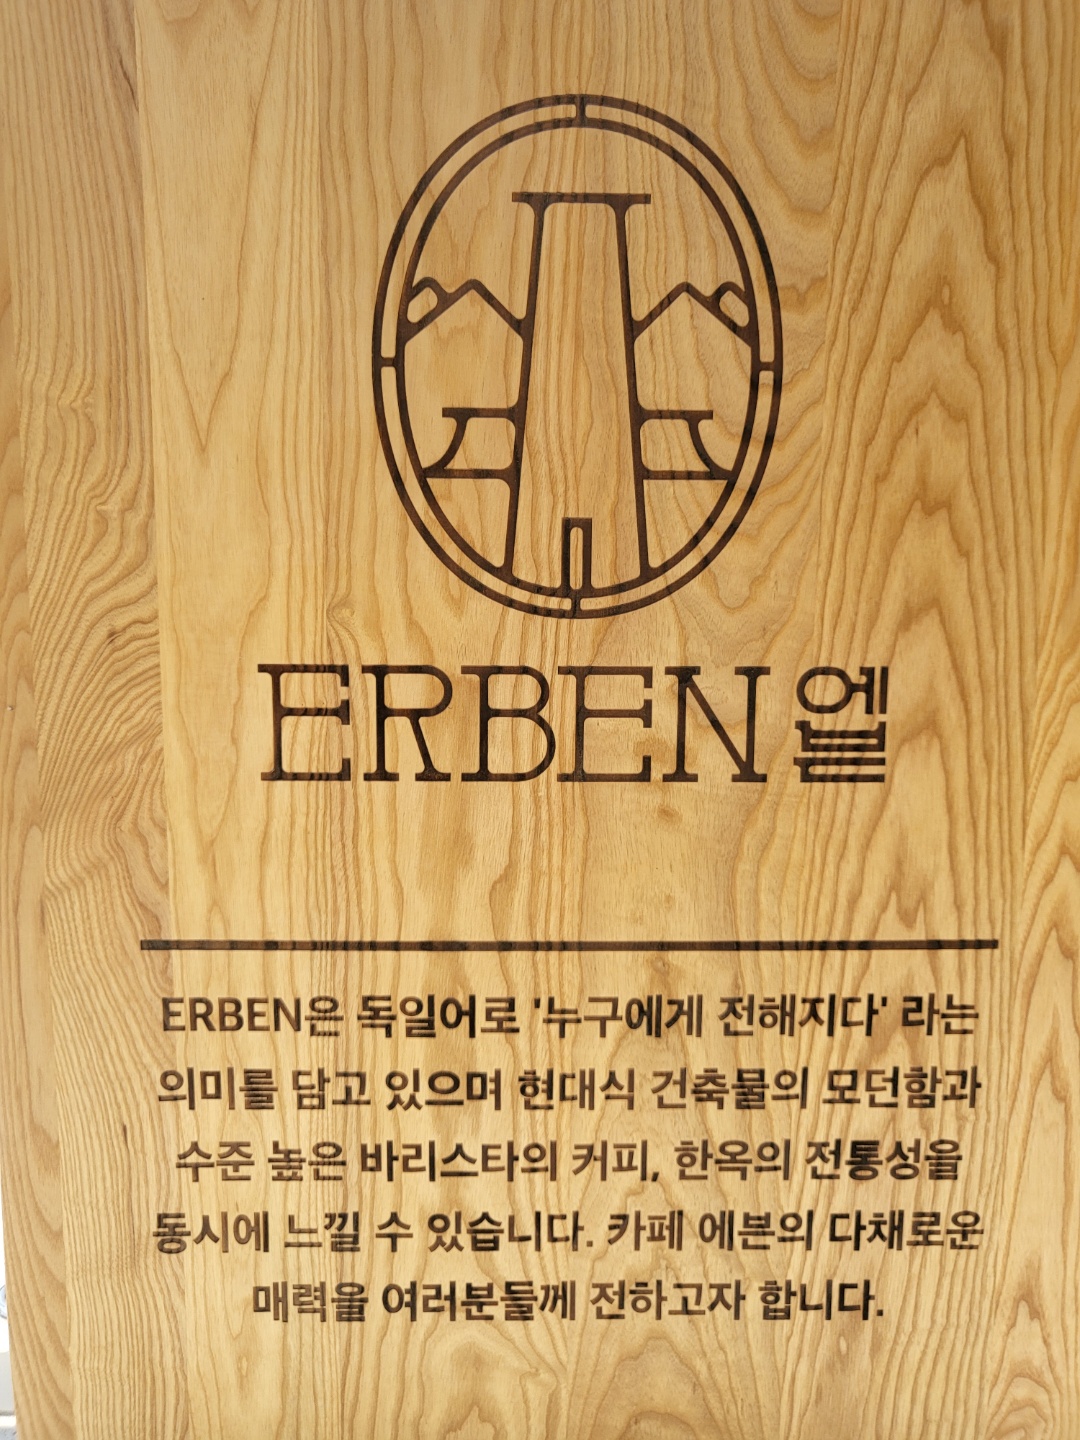 ERBEN
ERBEN은 독일어로 '누구에게 전해지다' 라는
의미를 담고 있으며 현대식 건축물의 모던함과
수준 높은 바리스타의 커피, 한옥의 전통성을
동시에 느낄 수 있습니다. 카페 에븐의 다채로운
매력을 여러분들께 전하고자 합니다.